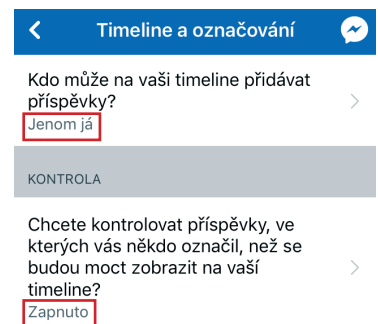 Timeline a označování
Kdo může na vaši timeline přidávat
příspěvky?
Jenom já
KONTROLA
Chcete kontrolovat příspěvky, ve
kterých vás někdo označil, než se
budou moct zobrazit na vaší
timeline?
Zapnuto